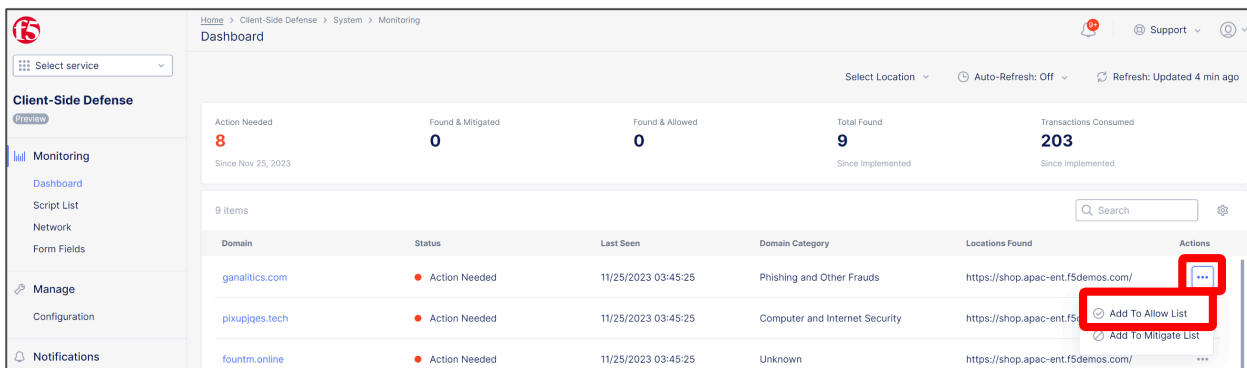 f5
Home > Client-Side Defense > System > Monitoring
Dashboard
9+
Support
Select service
Client-Side Defense
Preview
Monitoring
Dashboard
Script List
Network
Form Fields
Manage
Configuration
Notifications
Select Location
Auto-Refresh: Off
Refresh: Updated 4 min ago
Action Needed Found & Mitigated Found & Allowed Total Found Transactions Consumed
8 0 0 9 203
Since Nov 25, 2023 Since Implemented Since Implemented
9 items
Search
Domain Status Last Seen Domain Category Locations Found Actions
ganalitics.com Action Needed 11/25/2023 03:45:25 Phishing and Other Frauds https://shop.apac-ent.f5demos.com/
pixupjqes.tech Action Needed 11/25/2023 03:45:25 Computer and Internet Security https://shop.apac-ent.f5
Add To Allow List
Add To Mitigate List
fountm.online Action Needed 11/25/2023 03:45:25 Unknown https://shop.apac-ent.f5demos.com/